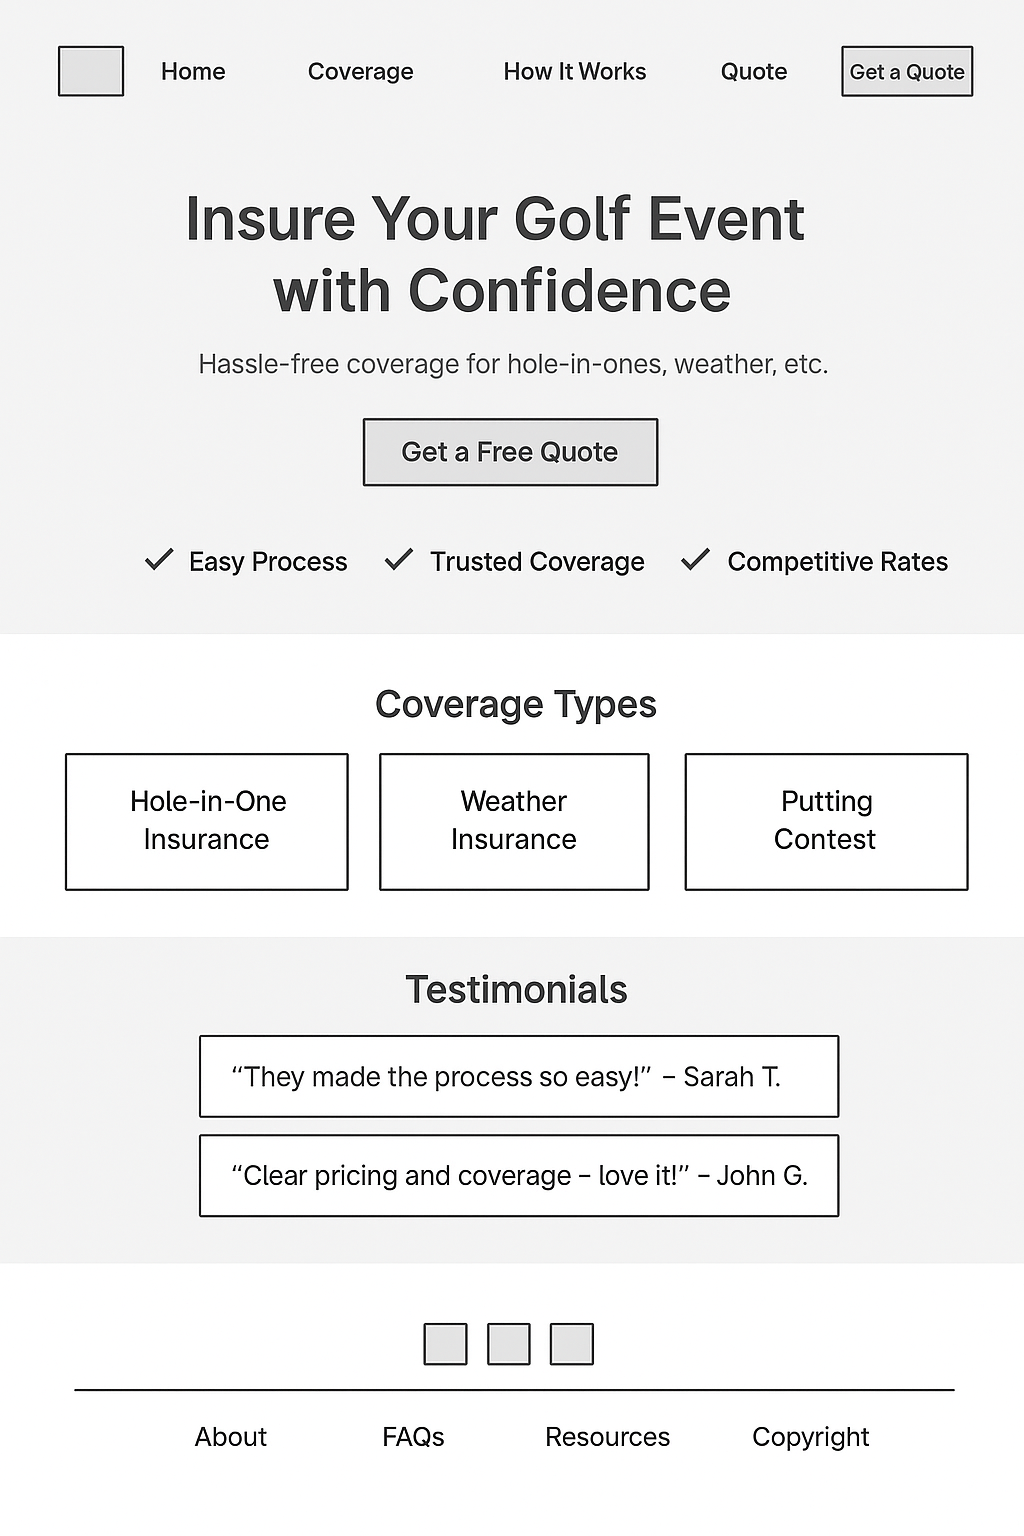 Home Coverage How It Works Quote Get a Quote
Insure Your Golf Event
with Confidence
Hassle-free coverage for hole-in-ones, weather, etc.
Get a Free Quote
Easy Process Trusted Coverage Competitive Rates
Coverage Types
Hole-in-One
Insurance
Weather
Insurance
Putting
Contest
Testimonials
“They made the process so easy!” – Sarah T.
“Clear pricing and coverage – love it!” – John G.
About FAQs Resources Copyright